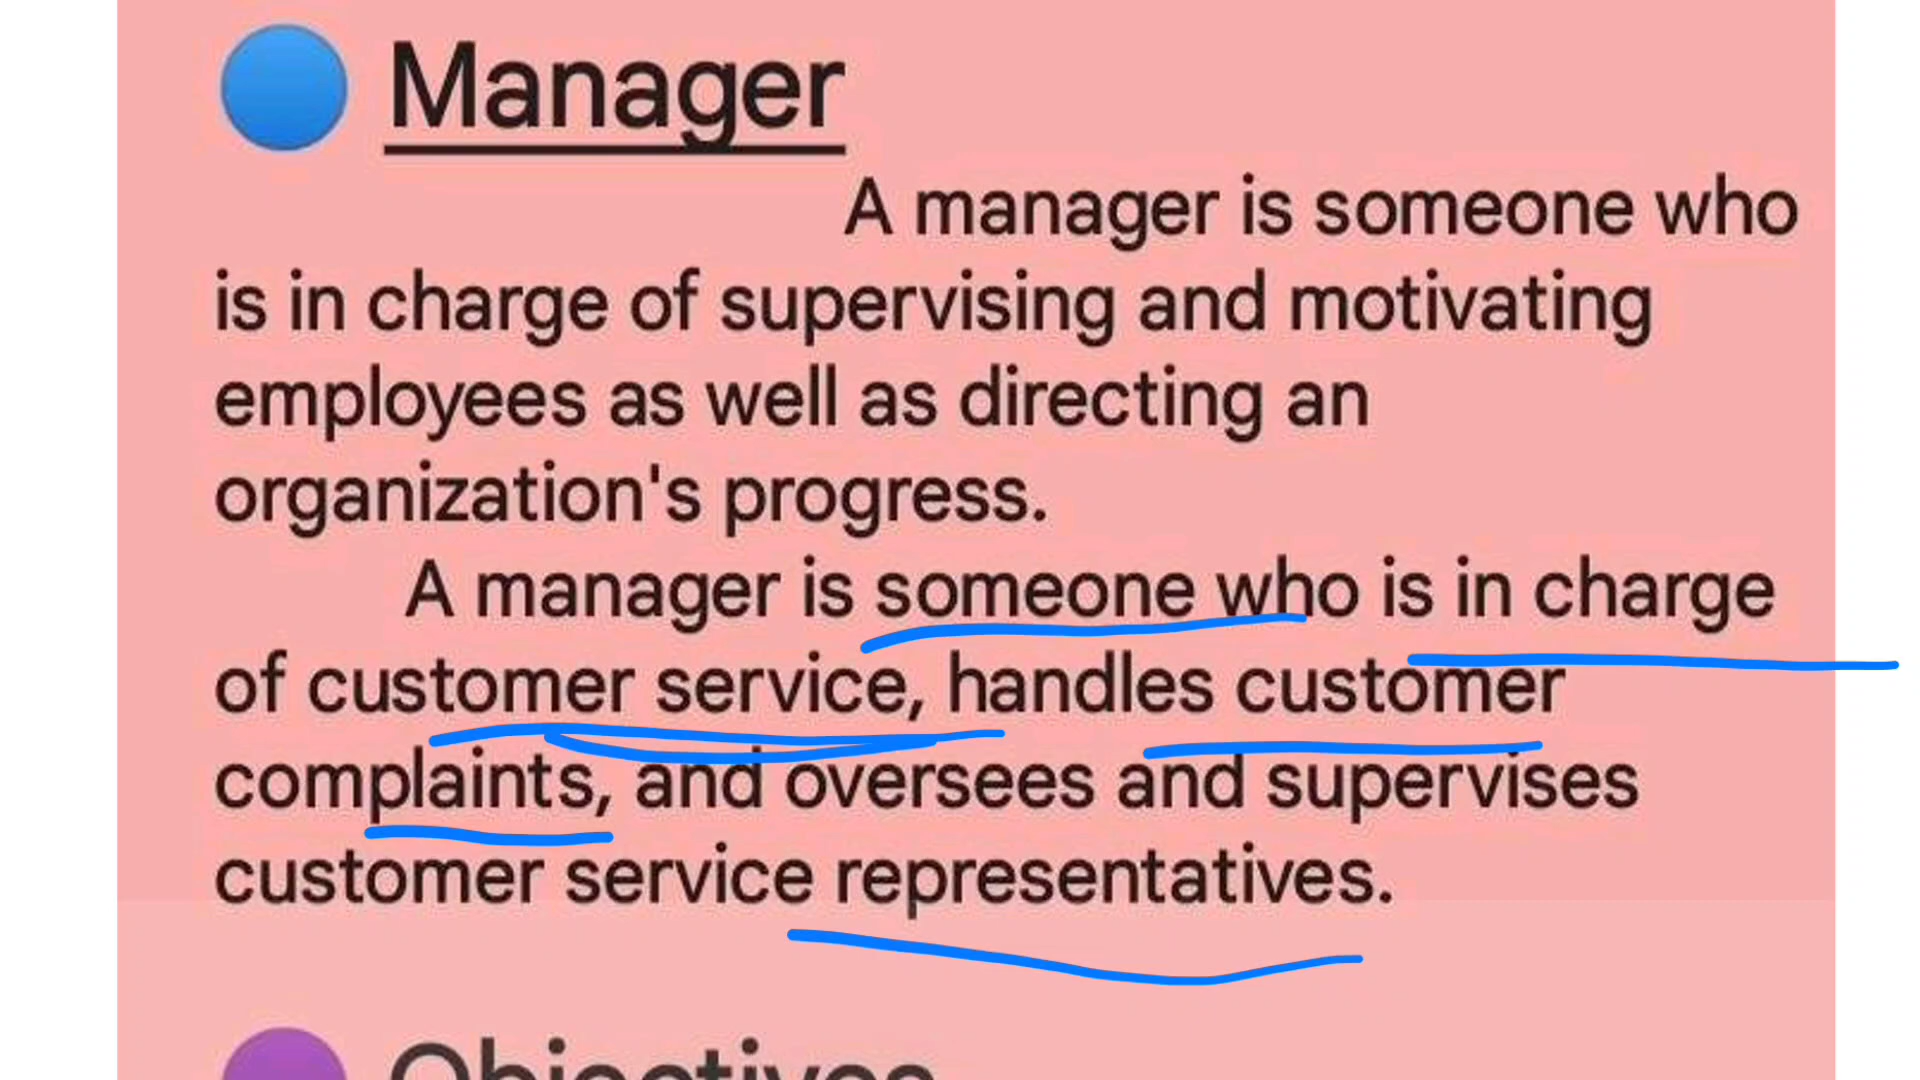 Manager
A manager is someone who
is in charge of supervising and motivating
employees as well as directing an
organization's progress.
A manager is someone who is in charge
of customer service, handles customer
complaints, and oversees and supervises
customer service representatives.
Objectives